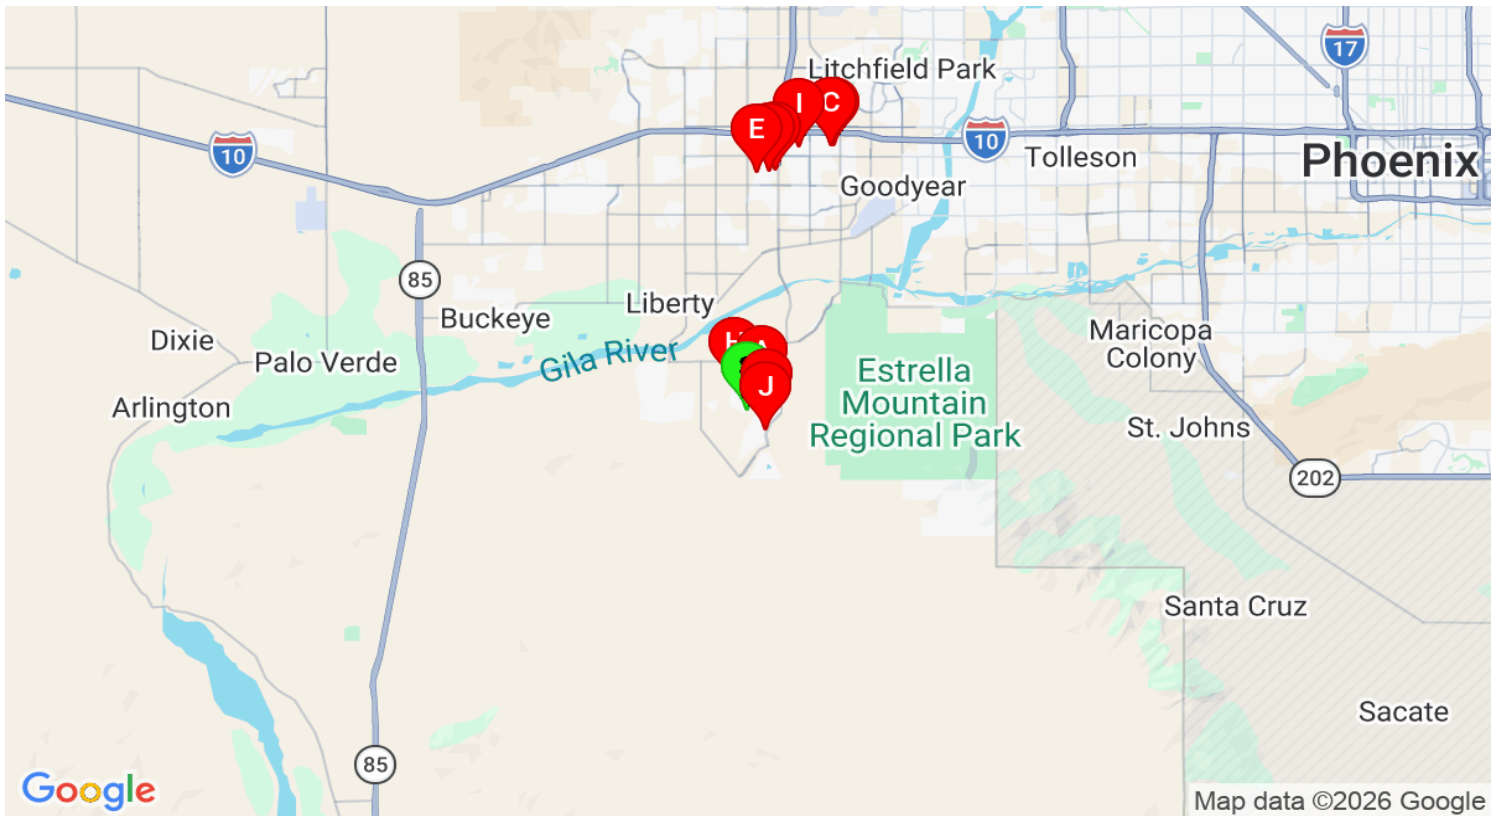 17
Litchfield Park
I
C
E
10
10
Tolleson
Phoenix
Goodyear
85
Liberty
Buckeye
Dixie
Palo Verde
Gila River
H
A
J
Arlington
Maricopa
Colony
Estrella
Mountain
Regional Park
St. Johns
202
Santa Cruz
Sacate
85
Google
Map data ©2026 Google